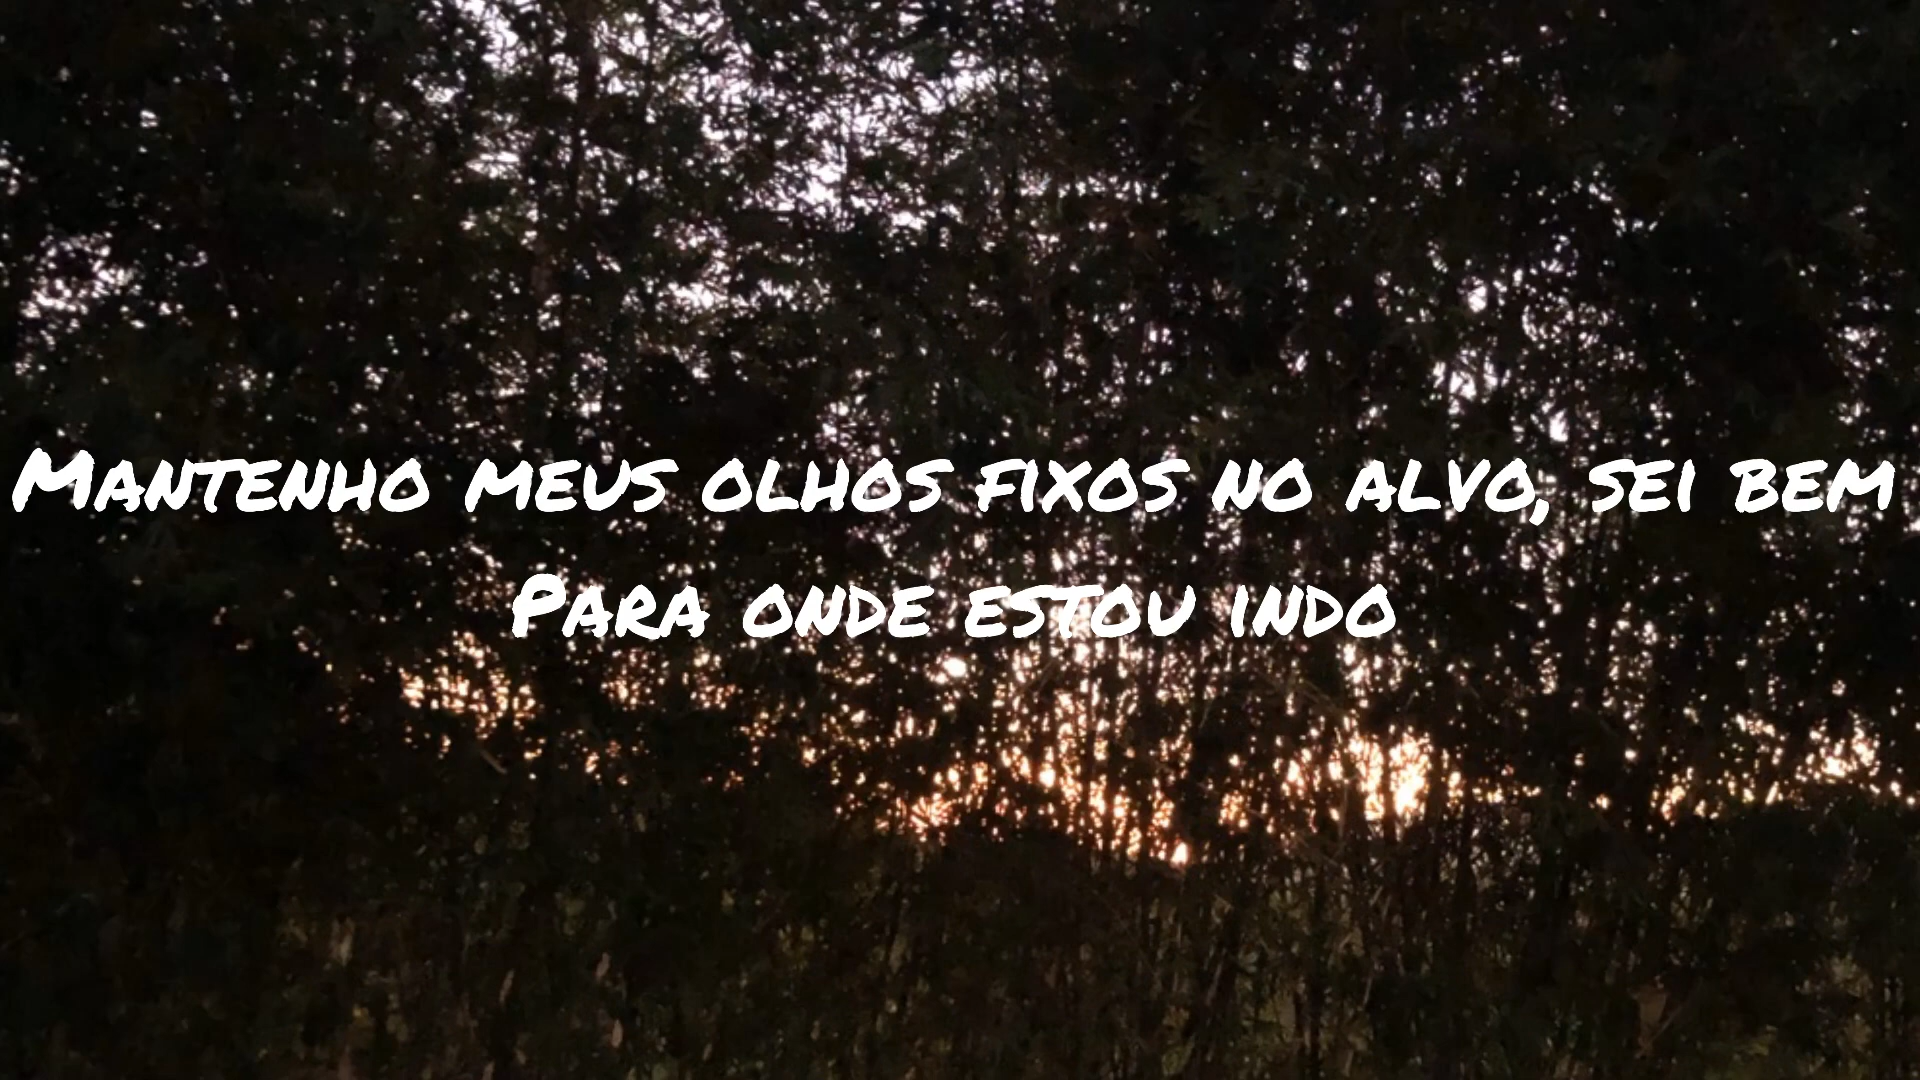 Mantenho meus olhos fixos no alvo, sei bem
Para onde estou indo